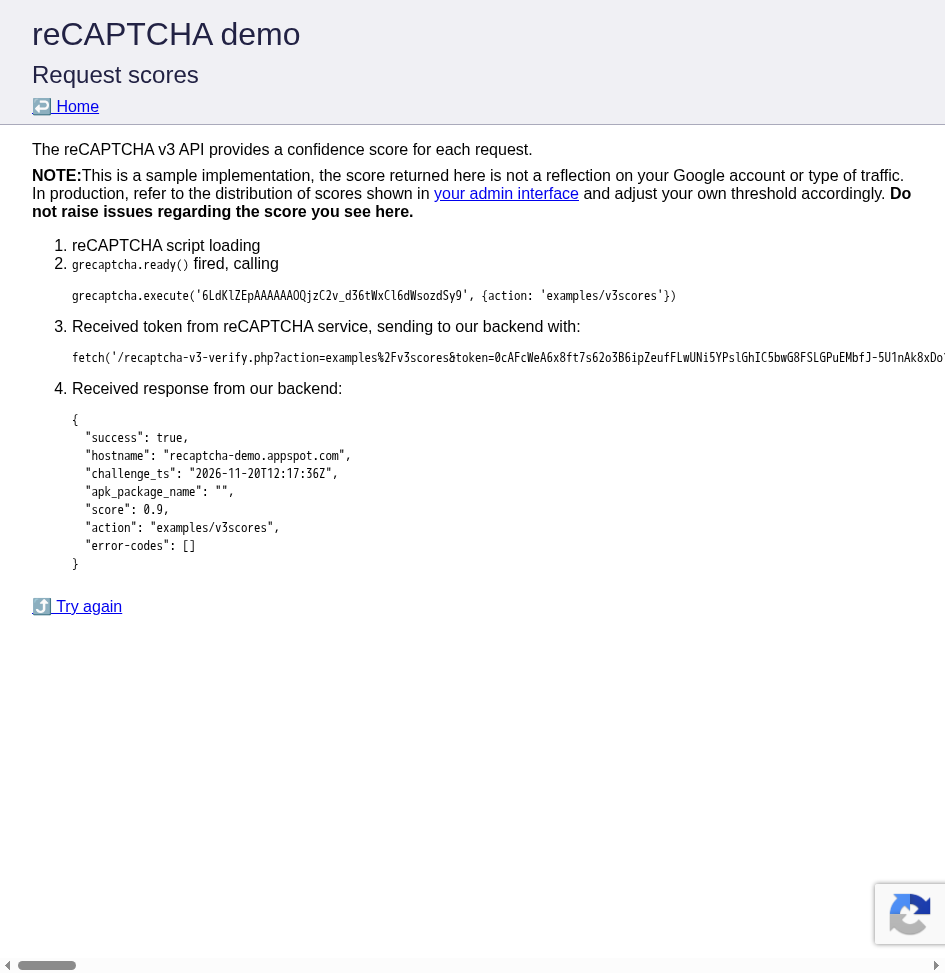 reCAPTCHA demo
Request scores
↩️ Home
The reCAPTCHA v3 API provides a confidence score for each request.
NOTE:This is a sample implementation, the score returned here is not a reflection on your Google account or type of traffic.
In production, refer to the distribution of scores shown in your admin interface and adjust your own threshold accordingly. Do
not raise issues regarding the score you see here.
1. reCAPTCHA script loading
2. grecaptcha.ready() fired, calling
grecaptcha.execute('6LdKlZEpAAAAAAOQjzC2v_d36tWxCl6dWsozdSy9', {action: 'examples/v3scores'})
3. Received token from reCAPTCHA service, sending to our backend with:
fetch('/recaptcha-v3-verify.php?action=examples%2Fv3scores&token=0cAFcWeA6x8ft7s62o3B6ipZeufFLwUNi5YPslGhIC5bwG8FSLGPuEMbfJ-5U1nAk8xDo
4. Received response from our backend:
{
"success": true,
"hostname": "recaptcha-demo.appspot.com",
"challenge_ts": "2026-11-20T12:17:36Z",
"apk_package_name": "",
"score": 0.9,
"action": "examples/v3scores",
"error-codes": []
}
⤴️ Try again